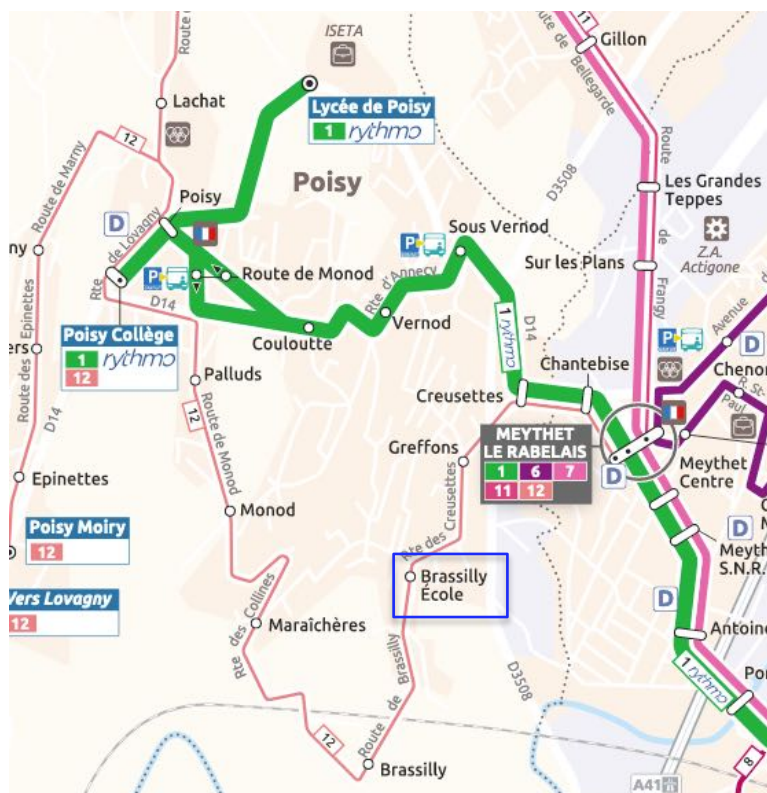 ISETA
11
Gillon
Route de Bellegarde
Route
Lachat
Lycée de Poisy
1 rythmo
12
Route de Marny
Poisy
Poisy
D3508
Route de Frangy
Les Grandes
Teppes
D
Rte de Lovagny
Sous Vernod
Z.A.
Actigone
Sur les Plans
Route de Monod
Rte d'Annecy
D14
Route des Epinettes
Poisy Collège
1 rythmo
12
Couloutte
Vernod
1 rythmo
D14
Avenue
D
Chantebise
Palluds
Creusettes
R. St-
Paul
12
Route de Monod
D14
Greffons
MEYTHET
LE RABELAIS
1 6 7
11 12
D
Meythet
Centre
Epinettes
Monod
Rte des Creusettes
D
Poisy Moiry
12
S.N.R.
Brassilly
École
Vers Lovagny
12
D
Rte des Collines
Maraîchères
Route de Brassilly
1 rythmo
D3508
12
Brassilly
8
A41